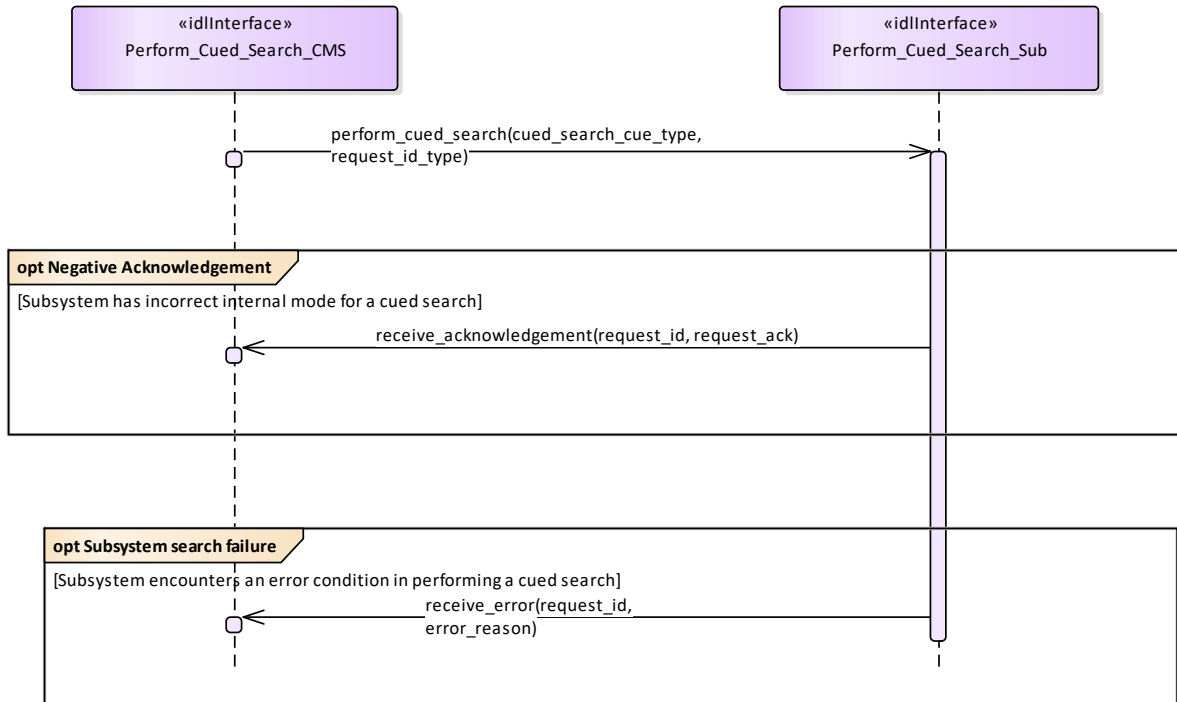 «idlInterface»
Perform_Cued_Search_CMS
«idlInterface»
Perform_Cued_Search_Sub
perform_cued_search(cued_search_cue_type,
request_id_type)
opt Negative Acknowledgement
[Subsystem has incorrect internal mode for a cued search]
receive_acknowledgement(request_id, request_ack)
opt Subsystem search failure
[Subsystem encounters an error condition in performing a cued search]
receive_error(request_id,
error_reason)